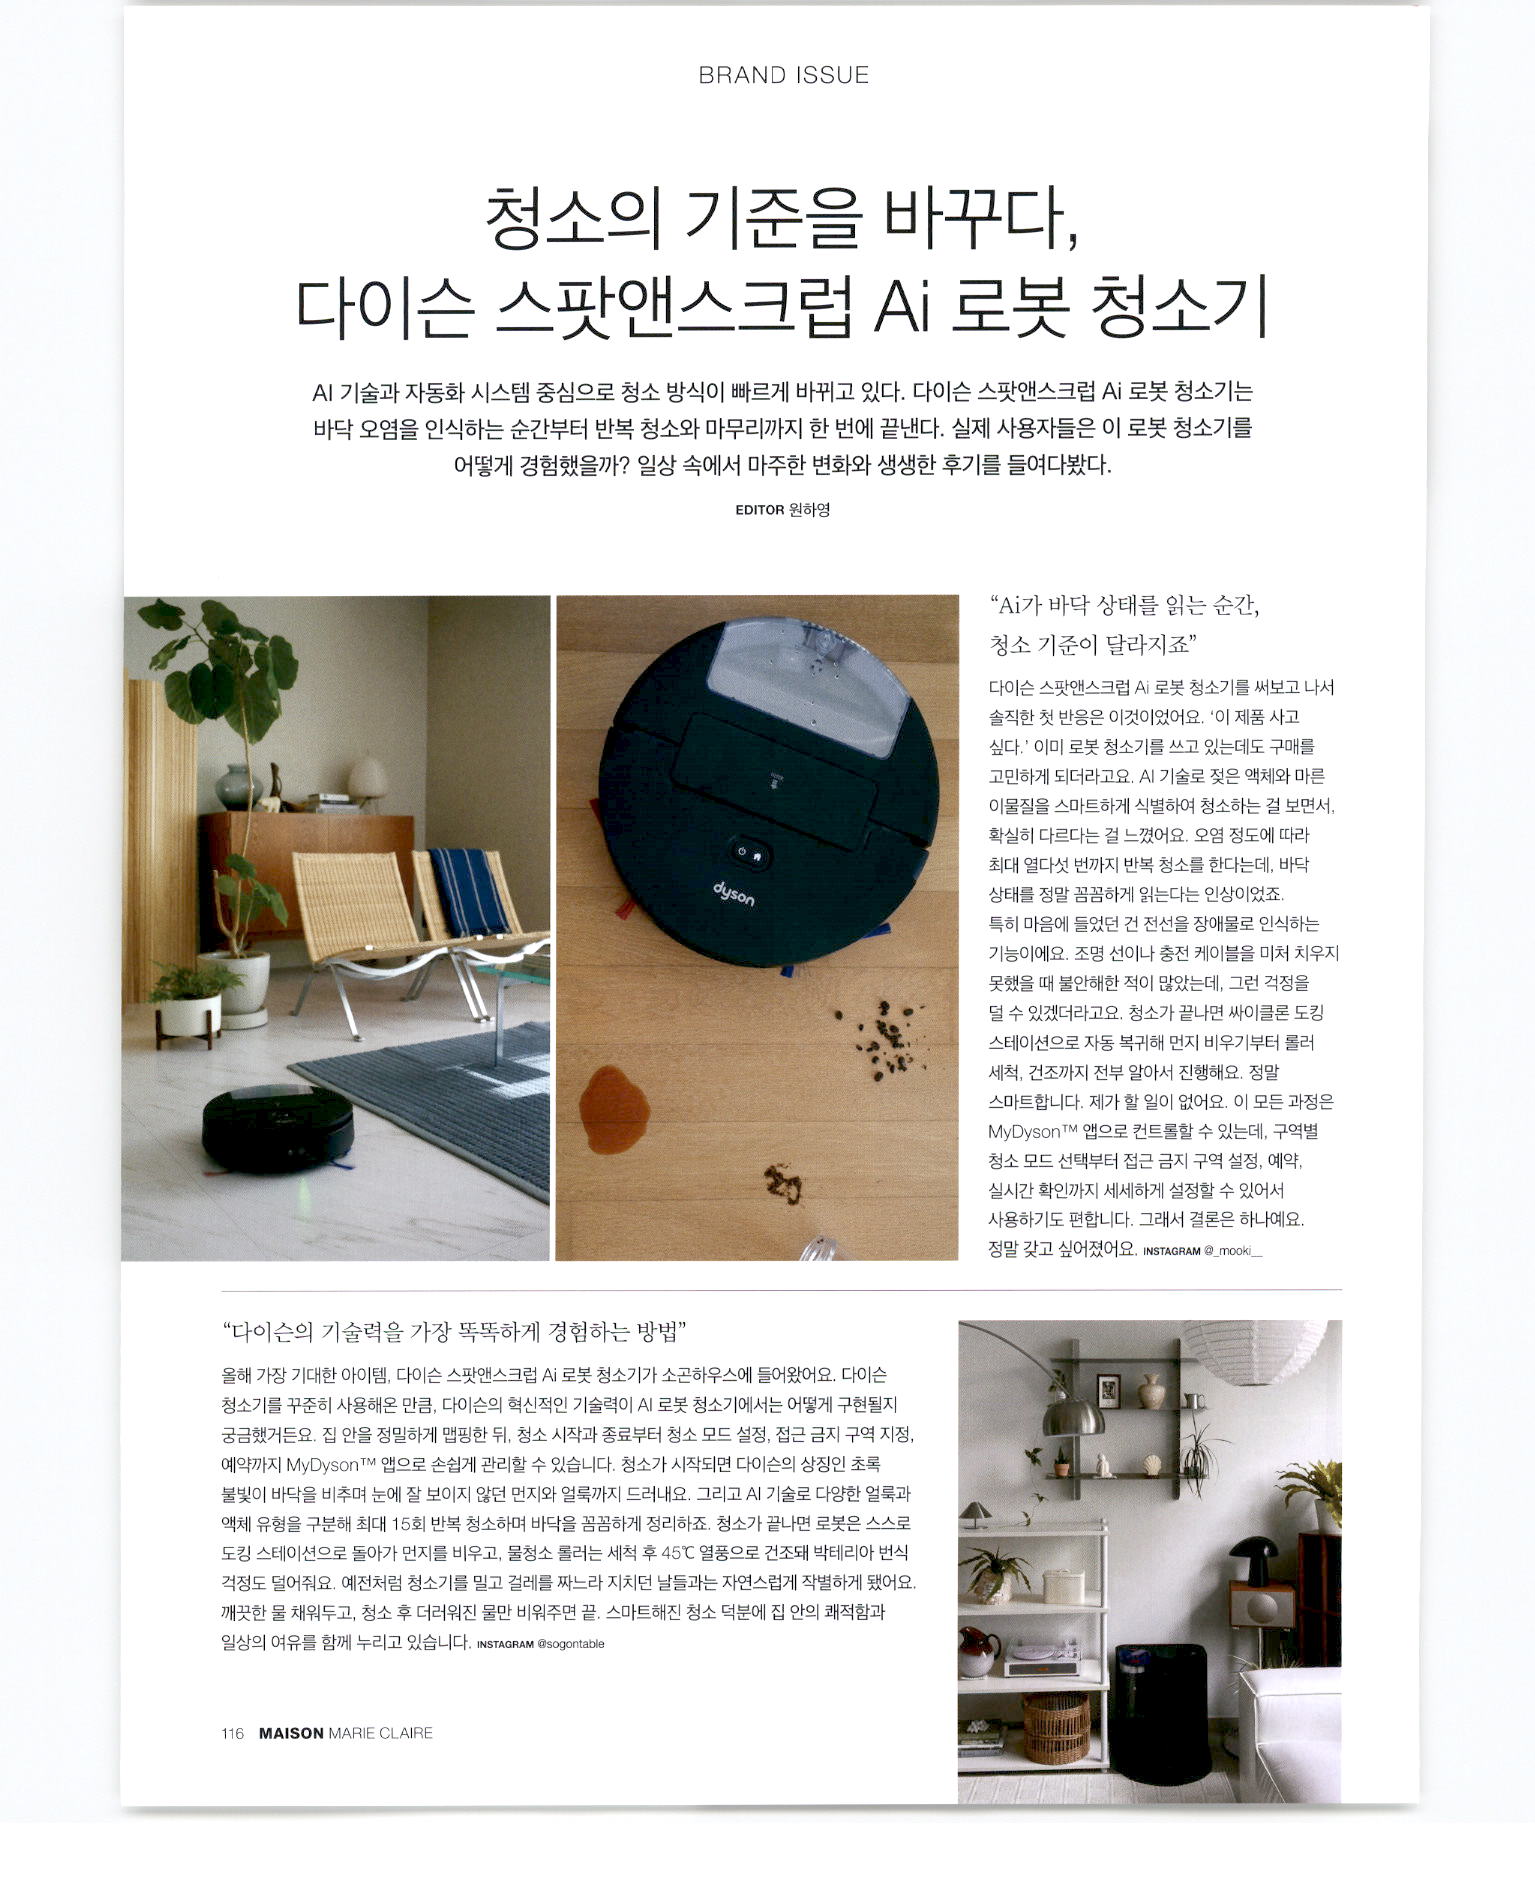 BRAND ISSUE
청소의 기준을 바꾸다,
다이슨 스팟앤스크럽 Ai 로봇 청소기
AI 기술과 자동화 시스템 중심으로 청소 방식이 빠르게 바뀌고 있다. 다이슨 스팟앤스크럽 Ai 로봇 청소기는
바닥 오염을 인식하는 순간부터 반복 청소와 마무리까지 한 번에 끝낸다. 실제 사용자들은 이 로봇 청소기를
어떻게 경험했을까? 일상 속에서 마주한 변화와 생생한 후기를 들여다봤다.
EDITOR 원하영
dyson
“Ai가 바닥 상태를 읽는 순간,
청소 기준이 달라지죠”
다이슨 스팟앤스크럽 Ai 로봇 청소기를 써보고 나서
솔직한 첫 반응은 이것이었어요. ‘이 제품 사고
싶다.’ 이미 로봇 청소기를 쓰고 있는데도 구매를
고민하게 되더라고요. AI 기술로 젖은 액체와 마른
이물질을 스마트하게 식별하여 청소하는 걸 보면서,
확실히 다르다는 걸 느꼈어요. 오염 정도에 따라
최대 열다섯 번까지 반복 청소를 한다는데, 바닥
상태를 정말 꼼꼼하게 읽는다는 인상이었죠.
특히 마음에 들었던 건 전선을 장애물로 인식하는
기능이에요. 조명 선이나 충전 케이블을 미처 치우지
못했을 때 불안해한 적이 많았는데, 그런 걱정을
덜 수 있겠더라고요. 청소가 끝나면 싸이클론 도킹
스테이션으로 자동 복귀해 먼지 비우기부터 롤러
세척, 건조까지 전부 알아서 진행해요. 정말
스마트합니다. 제가 할 일이 없어요. 이 모든 과정은
MyDyson™ 앱으로 컨트롤할 수 있는데, 구역별
청소 모드 선택부터 접근 금지 구역 설정, 예약,
실시간 확인까지 세세하게 설정할 수 있어서
사용하기도 편합니다. 그래서 결론은 하나예요.
정말 갖고 싶어졌어요. INSTAGRAM @_mooki__
“다이슨의 기술력을 가장 똑똑하게 경험하는 방법”
올해 가장 기대한 아이템, 다이슨 스팟앤스크럽 Ai 로봇 청소기가 소곤하우스에 들어왔어요. 다이슨
청소기를 꾸준히 사용해온 만큼, 다이슨의 혁신적인 기술력이 AI 로봇 청소기에서는 어떻게 구현될지
궁금했거든요. 집 안을 정밀하게 맵핑한 뒤, 청소 시작과 종료부터 청소 모드 설정, 접근 금지 구역 지정,
예약까지 MyDyson™ 앱으로 손쉽게 관리할 수 있습니다. 청소가 시작되면 다이슨의 상징인 초록
불빛이 바닥을 비추며 눈에 잘 보이지 않던 먼지와 얼룩까지 드러내요. 그리고 AI 기술로 다양한 얼룩과
액체 유형을 구분해 최대 15회 반복 청소하며 바닥을 꼼꼼하게 정리하죠. 청소가 끝나면 로봇은 스스로
도킹 스테이션으로 돌아가 먼지를 비우고, 물청소 롤러는 세척 후 45℃ 열풍으로 건조돼 박테리아 번식
걱정도 덜어줘요. 예전처럼 청소기를 밀고 걸레를 짜느라 지치던 날들과는 자연스럽게 작별하게 됐어요.
깨끗한 물 채워두고, 청소 후 더러워진 물만 비워주면 끝. 스마트해진 청소 덕분에 집 안의 쾌적함과
일상의 여유를 함께 누리고 있습니다. INSTAGRAM @sogontable
116 MAISON MARIE CLAIRE